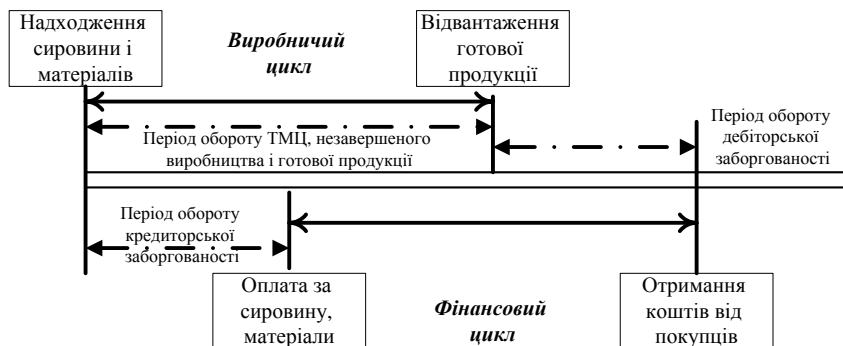 Надходження
сировини і
матеріалів
Виробничий
цикл
Відвантаження
готової
продукції
Період обороту ТМЦ, незавершеного
виробництва і готової продукції
Період обороту
дебіторської
заборгованості
Період обороту
кредиторської
заборгованості
Оплата за
сировину,
матеріали
Фінансовий
цикл
Отримання
коштів від
покупців